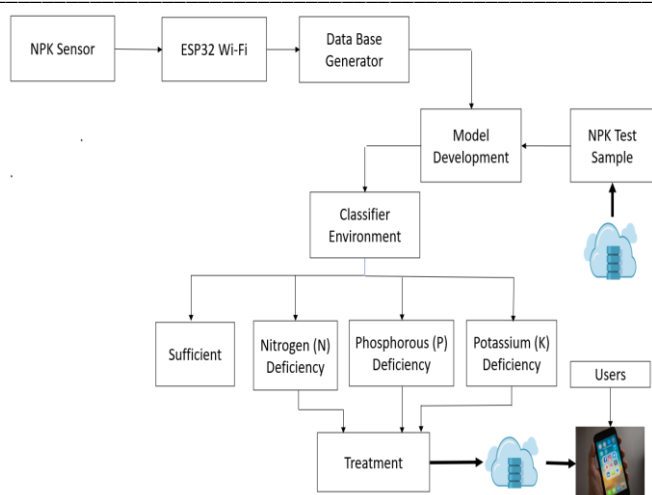 NPK Sensor
ESP32 Wi-Fi
Data Base
Generator
Model
Development
NPK Test
Sample
Classifier
Environment
Sufficient
Nitrogen (N)
Deficiency
Phosphorous (P)
Deficiency
Potassium (K)
Deficiency
Users
Treatment